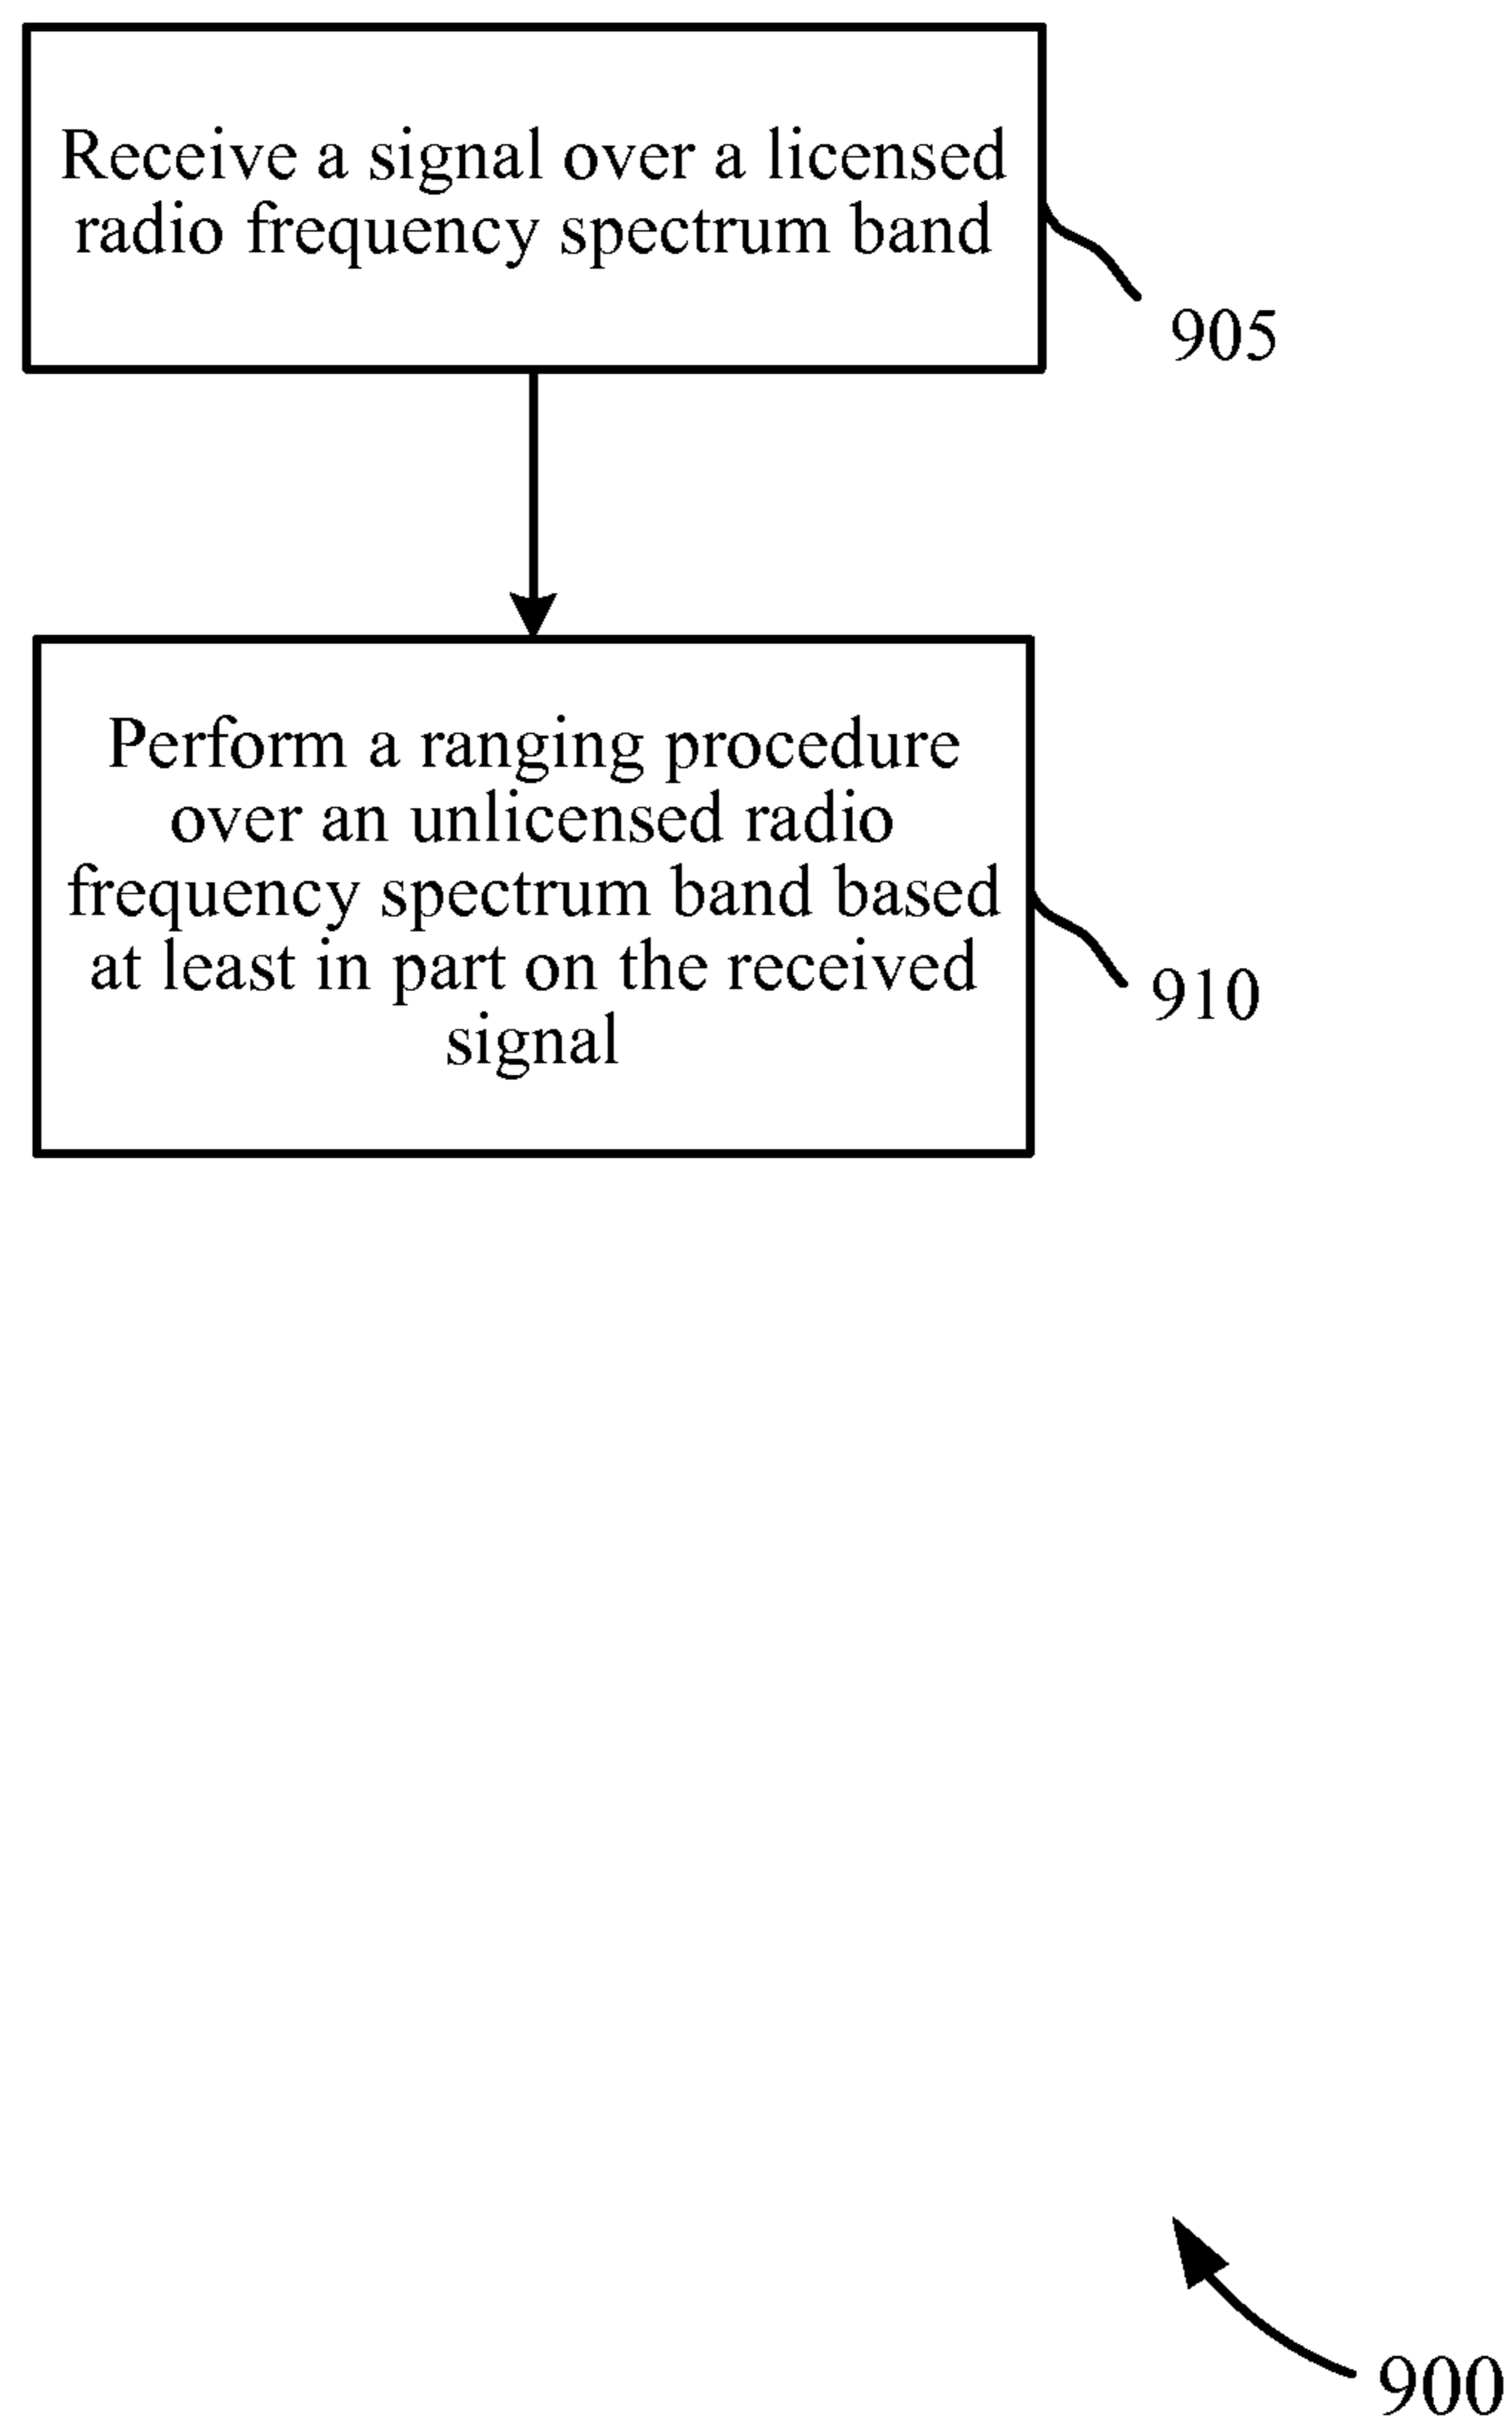 Receive a signal over a licensed
radio frequency spectrum band
905
Perform a ranging procedure
over an unlicensed radio
frequency spectrum band based
at least in part on the received
signal
910
900